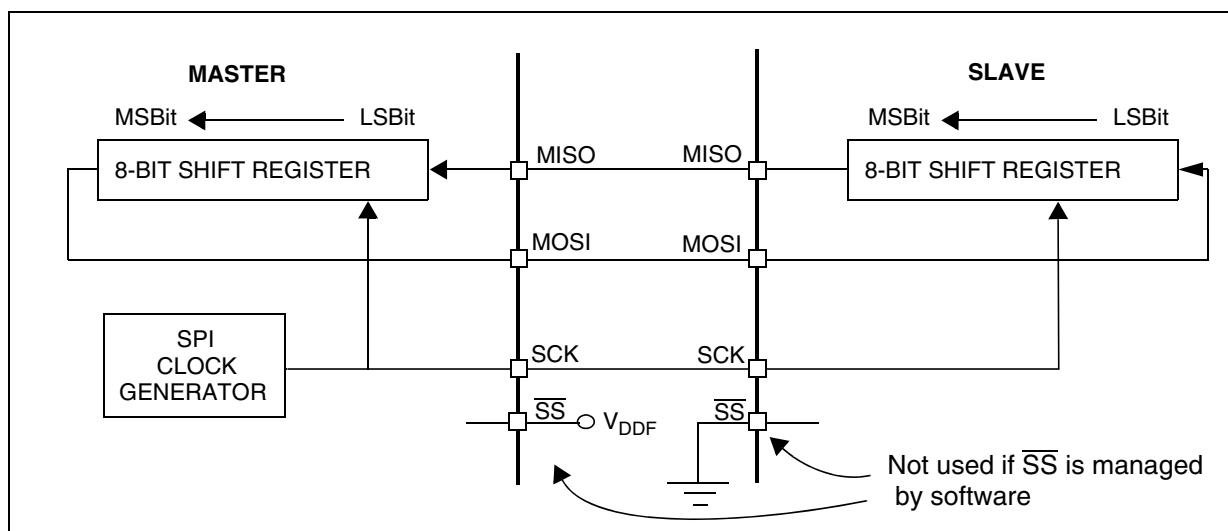 MASTER
SLAVE
MSBit
LSBit
MSBit
LSBit
8-BIT SHIFT REGISTER
MISO
MISO
8-BIT SHIFT REGISTER
MOSI
MOSI
SPI
CLOCK
GENERATOR
SCK
SCK
SS
VDDF
SS
Not used if SS is managed
by software